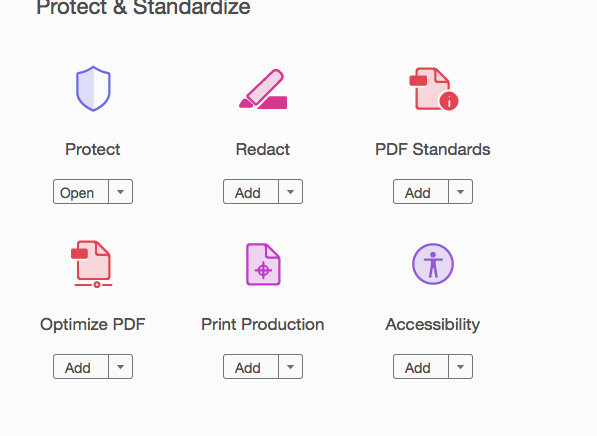 Protect & Standardize
Protect
Redact
PDF Standards
Open
Add
Add
Optimize PDF
Print Production
Accessibility
Add
Add
Add